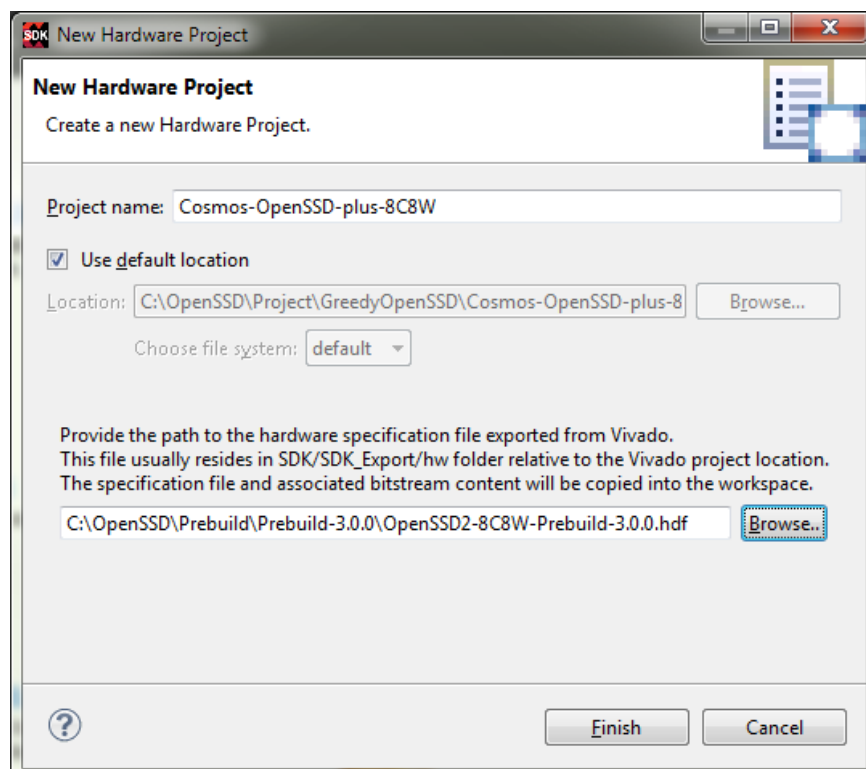 SDK New Hardware Project
New Hardware Project
Create a new Hardware Project.
Project name: Cosmos-OpenSSD-plus-8C8W
Use default location
Location: C:\OpenSSD\Project\GreedyOpenSSD\Cosmos-OpenSSD-plus-8 Browse...
Choose file system: default
Provide the path to the hardware specification file exported from Vivado.
This file usually resides in SDK/SDK_Export/hw folder relative to the Vivado project location.
The specification file and associated bitstream content will be copied into the workspace.
C:\OpenSSD\Prebuild\Prebuild-3.0.0\OpenSSD2-8C8W-Prebuild-3.0.0.hdf Browse..
? Finish Cancel